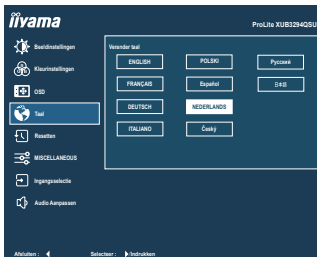 iiyama
ProLite XUB3294QSU
Beeldinstellingen
Kleurinstellingen
OSD
Taal
Resetten
MISCELLANEOUS
Ingangsselectie
Audio Aanpassen
Verander taal
ENGLISH
POLSKI
Русский
FRANÇAIS
Español
日本語
DEUTSCH
NEDERLANDS
ITALIANO
Český
Afsluiten :
Selecteer : /Indrukken